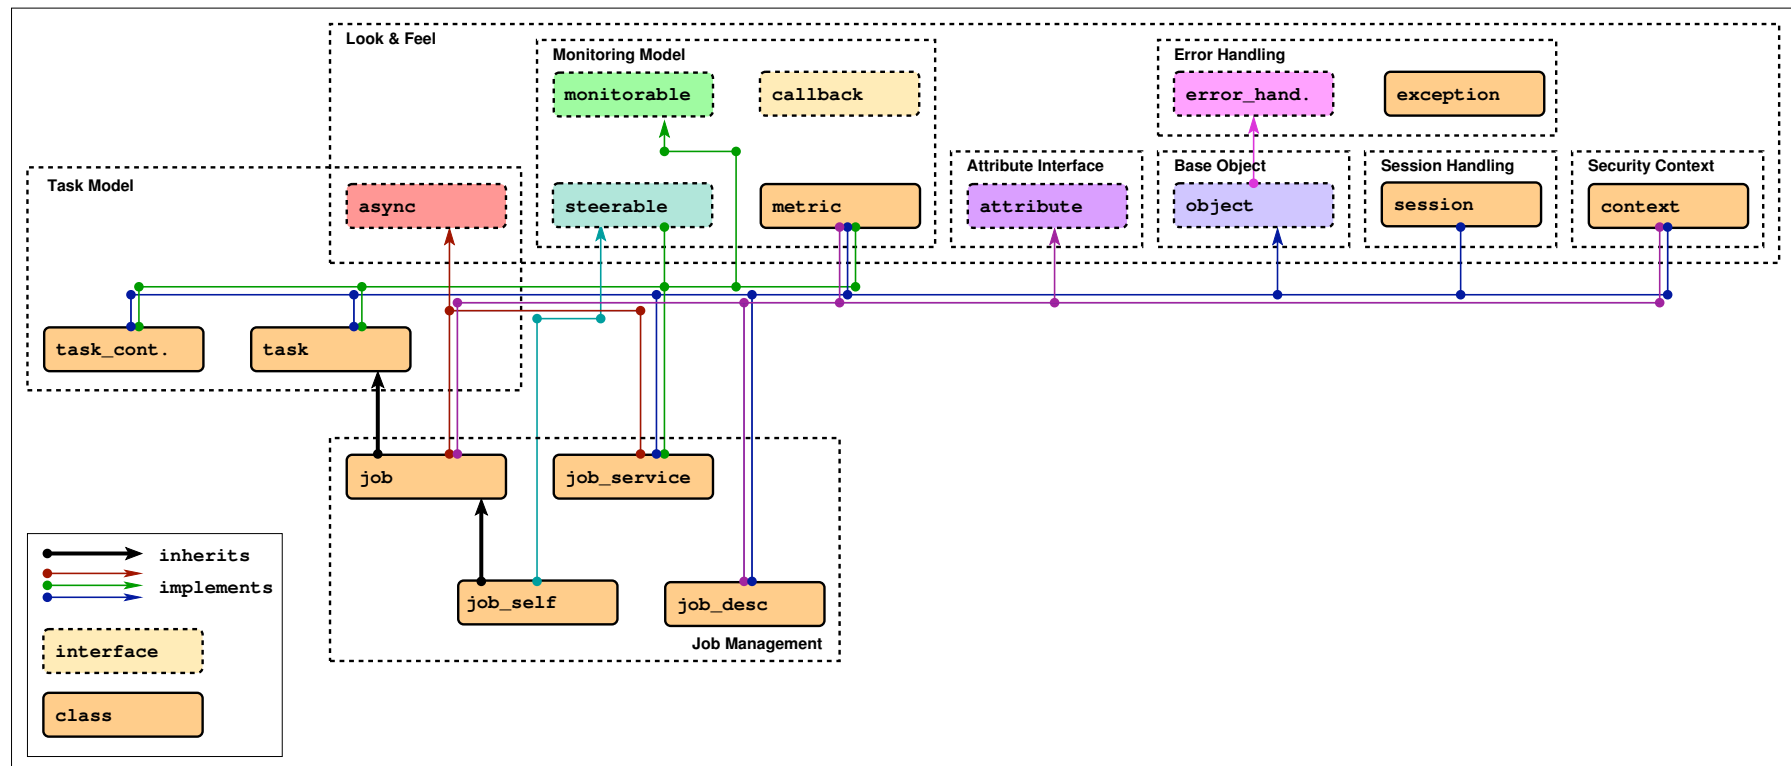 Look & Feel
Monitoring Model
Error Handling
monitorable
callback
error_hand.
exception
Attribute Interface
Base Object
Session Handling
Security Context
Task Model
async
steerable
metric
attribute
object
session
context
task_cont.
task
job
job_service
inherits
implements
job_self
job_desc
Job Management
interface
class